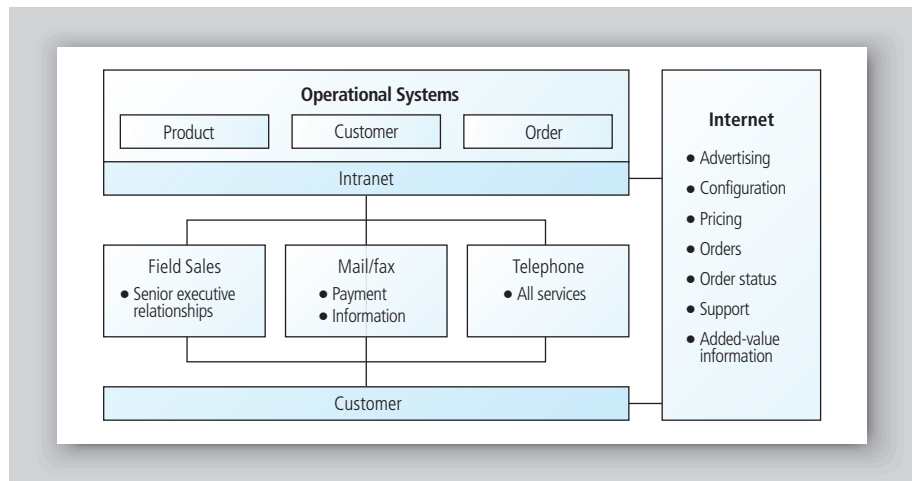 Operational Systems
Product
Customer
Order
Intranet
Field Sales
● Senior executive
relationships
Mail/fax
● Payment
● Information
Telephone
● All services
Customer
Internet
● Advertising
● Configuration
● Pricing
● Orders
● Order status
● Support
● Added-value
information